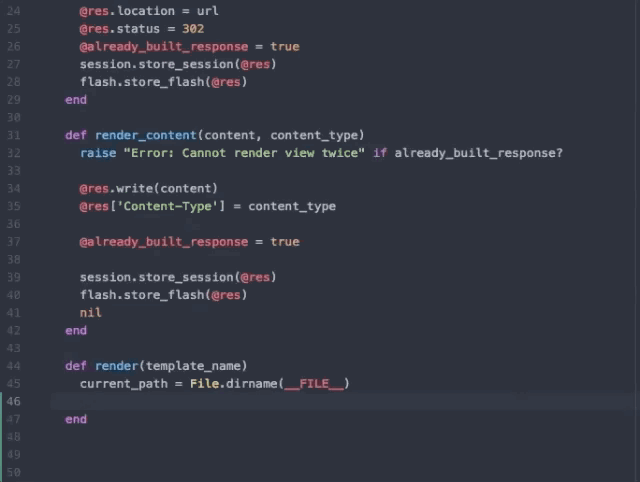 24 @res.location = url
25 @res.status = 302
26 @already_built_response = true
27 session.store_session(@res)
28 flash.store_flash(@res)
29 end
30
31 def render_content(content, content_type)
32 raise "Error: Cannot render view twice" if already_built_response?
33
34 @res.write(content)
35 @res['Content-Type'] = content_type
36
37 @already_built_response = true
38
39 session.store_session(@res)
40 flash.store_flash(@res)
41 nil
42 end
43
44 def render(template_name)
45 current_path = File.dirname(__FILE__)
46
47 end
48
49
50